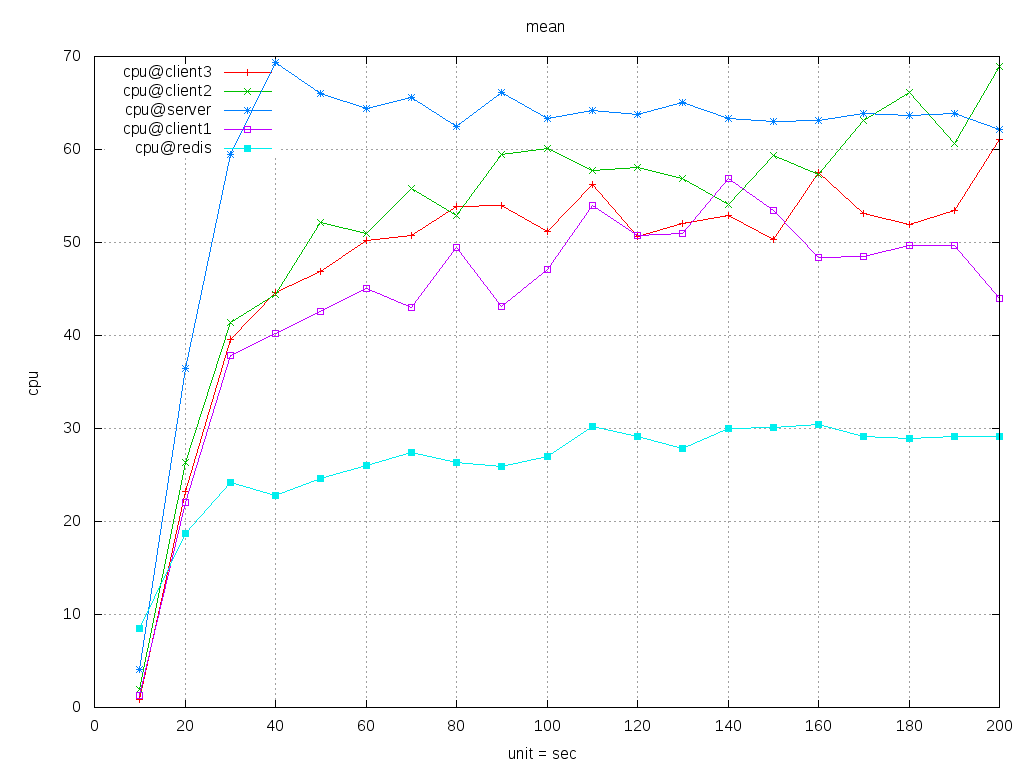 mean
70
60
50
40
30
20
10
0
cpu
cpu@client3
cpu@client2
cpu@server
cpu@client1
cpu@redis
0 20 40 60 80 100 120 140 160 180 200
unit = sec